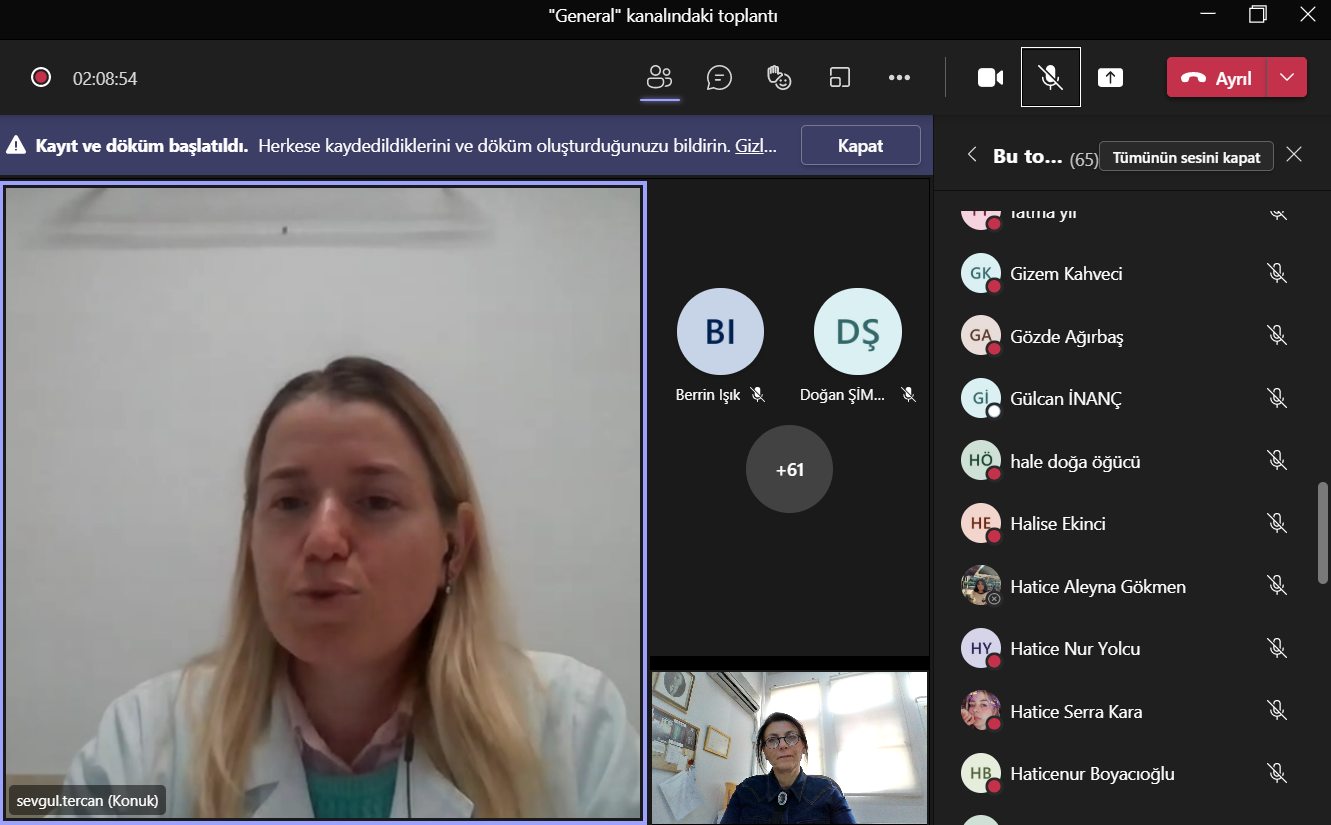 "General" kanalındaki toplantı
02:08:54
Ayrıl
Kayıt ve döküm başlatıldı. Herkese kaydedildiklerini ve döküm oluşturduğunuzu bildirin. Gizl...
Kapat
Bu to... (65)
Tümünün sesini kapat
BI
Berrin Işık
DŞ
Doğan ŞİM...
+61
sevgul.tercan (Konuk)
fatma yıl
GK
Gizem Kahveci
GA
Gözde Ağırbaş
Gİ
Gülcan İNANÇ
HÖ
hale doğa öğücü
HE
Halise Ekinci
Hatice Aleyna Gökmen
HY
Hatice Nur Yolcu
Hatice Serra Kara
HB
Haticenur Boyacıoğlu